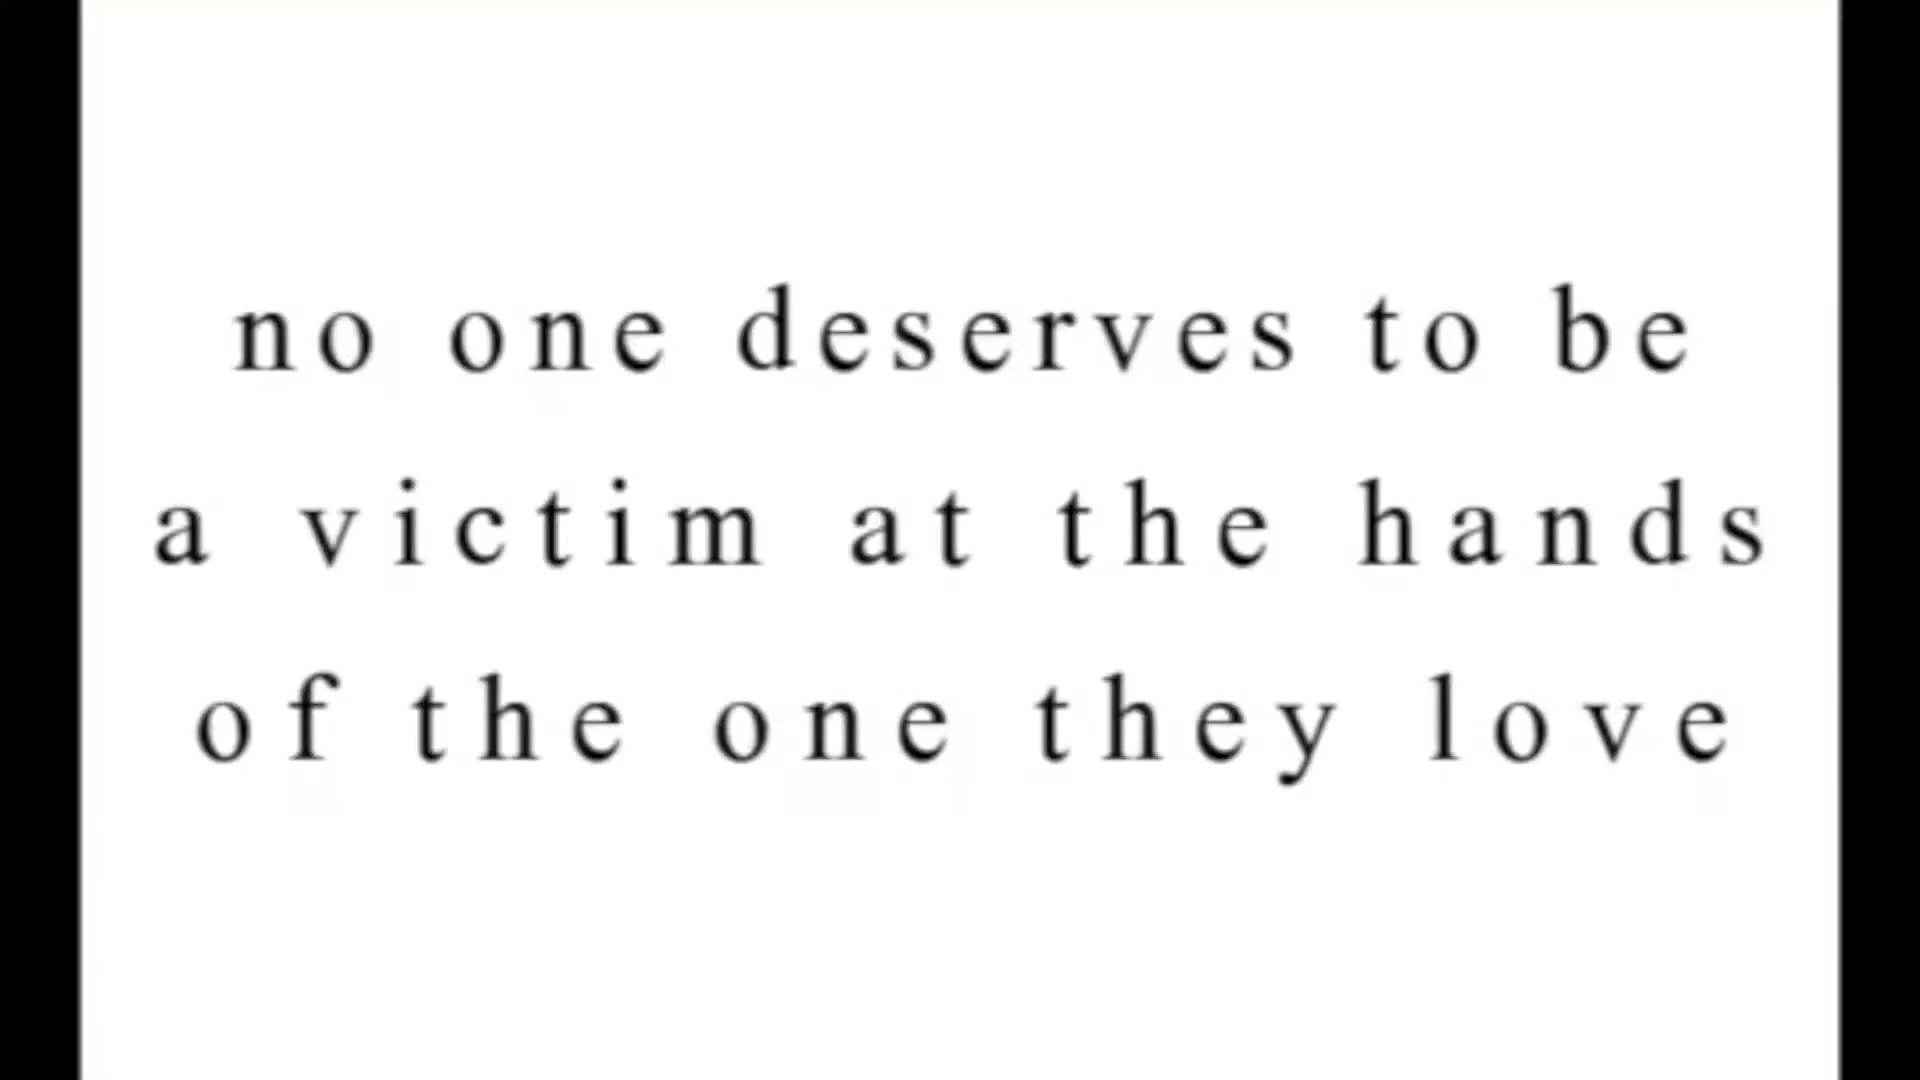 no one deserves to be
a victim at the hands
of the one they love